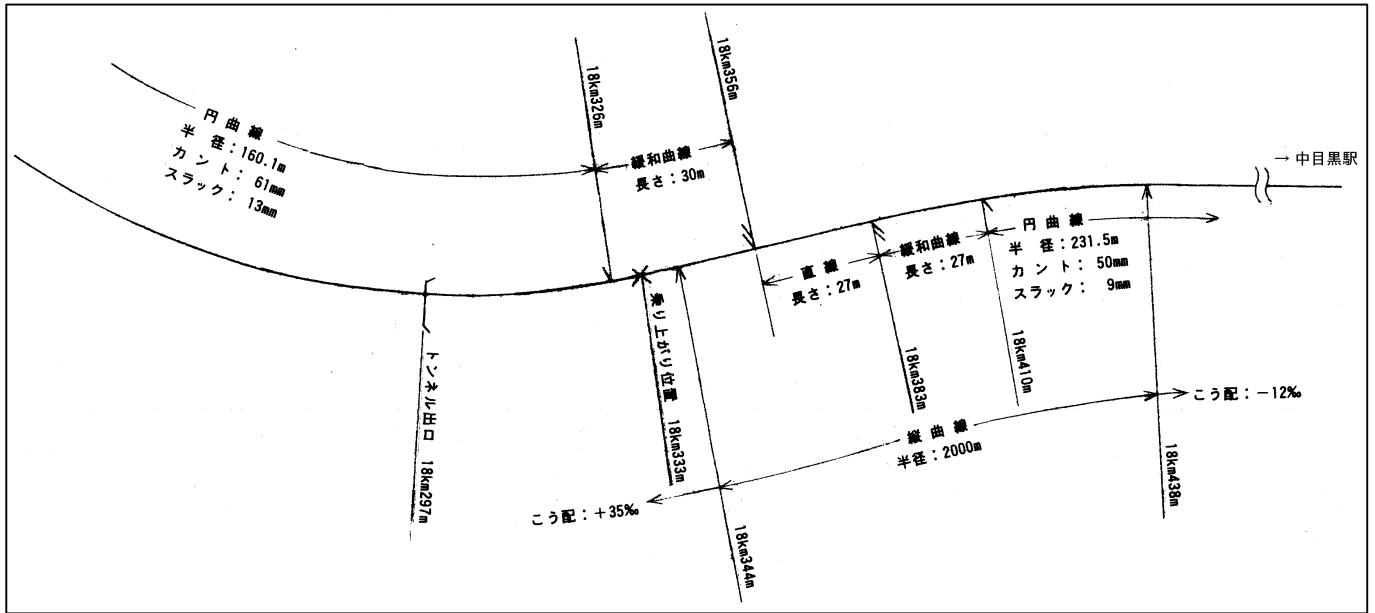 18km326m
18km356m
円曲線
半径:160.1m
カント: 61mm
スラック: 13mm
緩和曲線
長さ:30m
→ 中目黒駅
直線
長さ:27m
緩和曲線
長さ:27m
円曲線
半径:231.5m
カント: 50mm
スラック: 9mm
トンネル出口 18km297m
乗り上がり位置 18km333m
18km383m
18km410m
こう配:-12‰
縦曲線
半径:2000m
こう配:+35‰
18km344m
18km438m